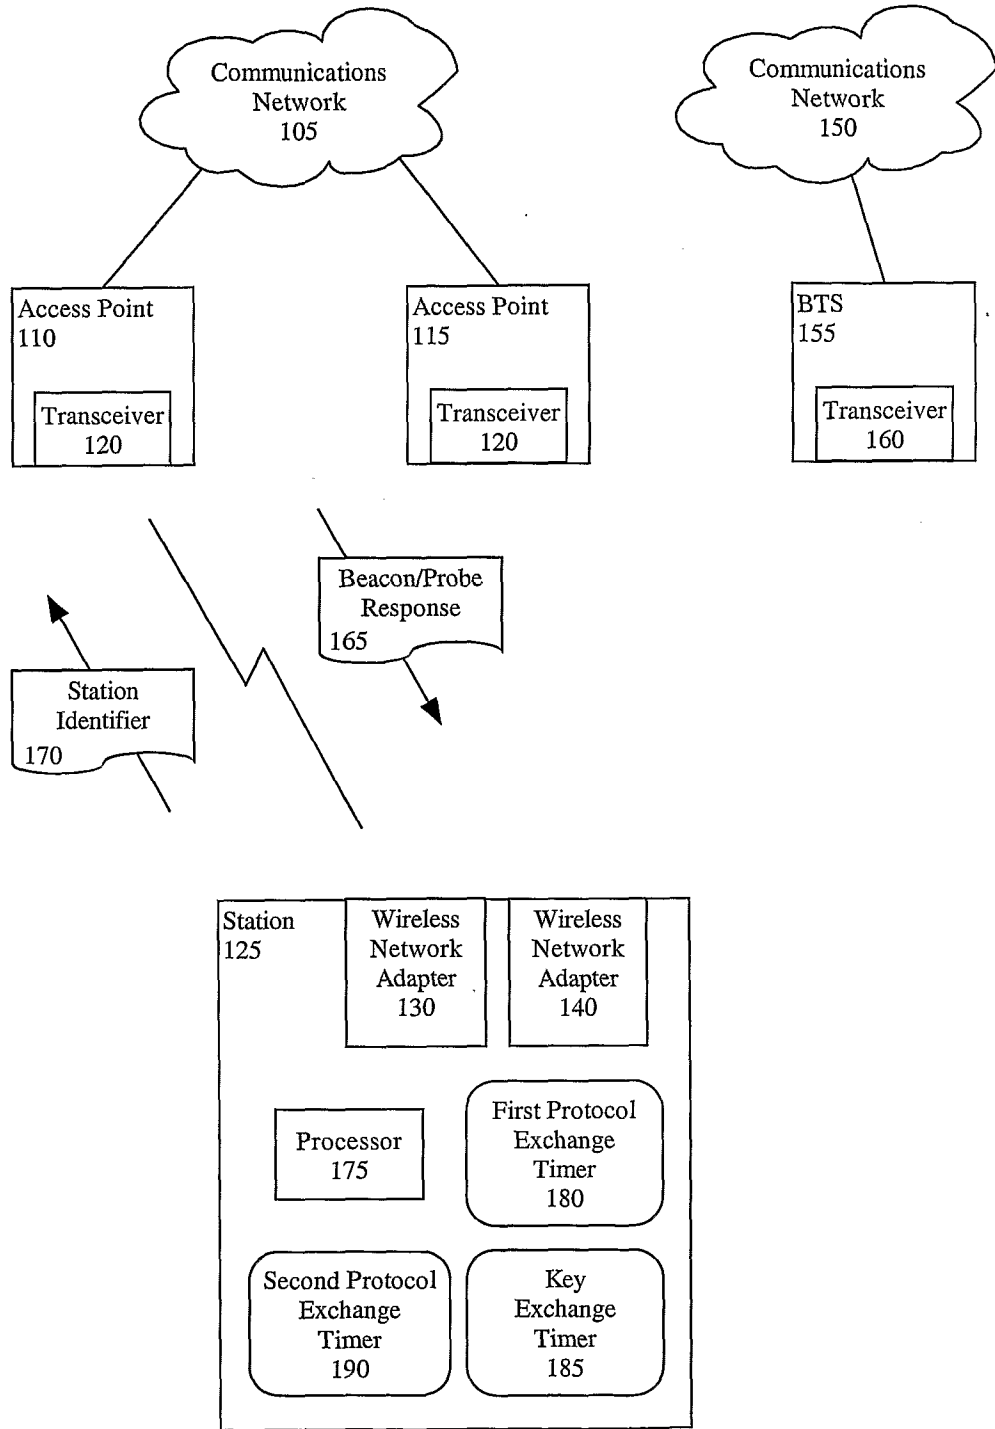 Communications
Network
105
Communications
Network
150
Access Point
110
Transceiver
120
Access Point
115
Transceiver
120
BTS
155
Transceiver
160
Beacon/Probe
Response
165
Station
Identifier
170
Station
125
Wireless
Network
Adapter
130
Wireless
Network
Adapter
140
Processor
175
First Protocol
Exchange
Timer
180
Second Protocol
Exchange
Timer
190
Key
Exchange
Timer
185